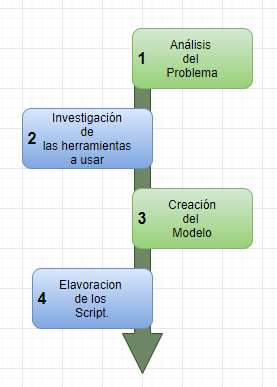 1
Análisis
del
Problema
2
Investigación
de
las herramientas
a usar
3
Creación
del
Modelo
4
Elavoracion
de los
Script.